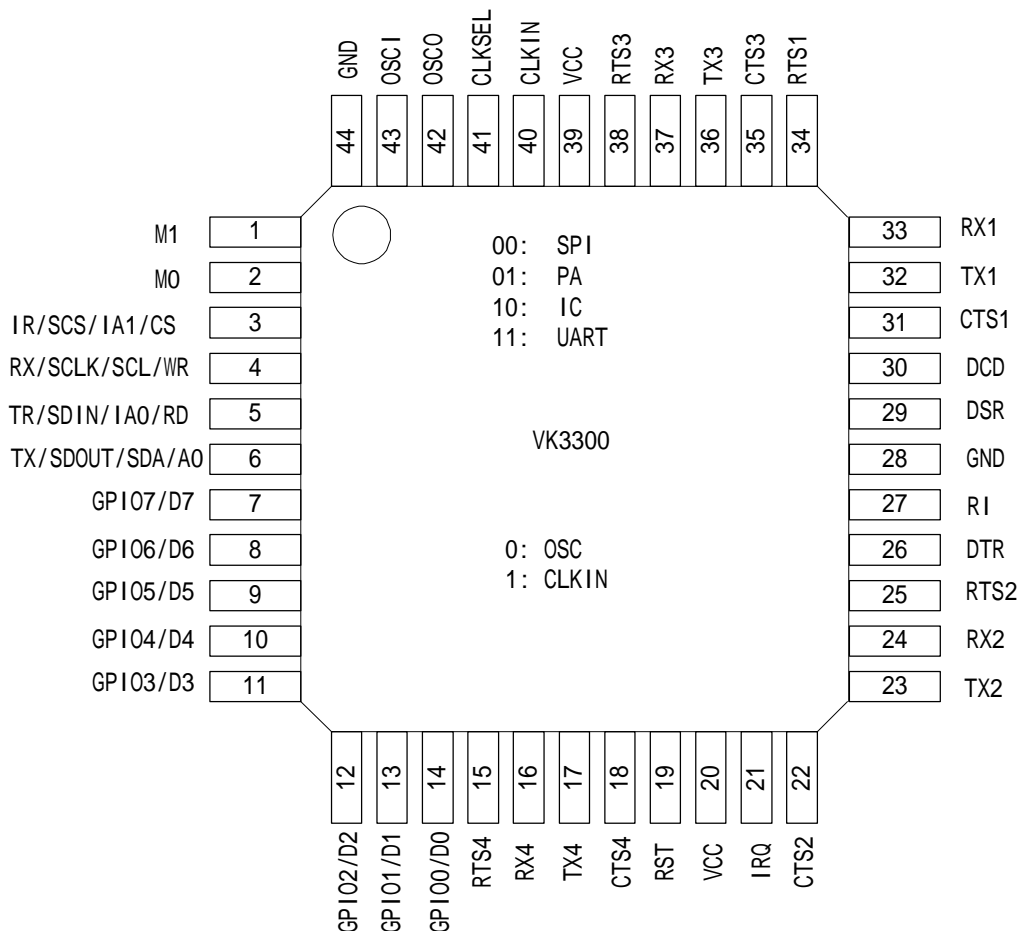 GND
OSCI
OSCO
CLKSEL
CLKIN
VCC
RTS3
RX3
TX3
CTS3
RTS1
44
43
42
41
40
39
38
37
36
35
34
M1 1
M0 2
IR/SCS/IA1/CS 3
RX/SCLK/SCL/WR 4
TR/SDIN/IA0/RD 5
TX/SDOUT/SDA/A0 6
GPIO7/D7 7
GPIO6/D6 8
GPIO5/D5 9
GPIO4/D4 10
GPIO3/D3 11
00: SPI
01: PA
10: IC
11: UART
VK3300
0: OSC
1: CLKIN
33 RX1
32 TX1
31 CTS1
30 DCD
29 DSR
28 GND
27 RI
26 DTR
25 RTS2
24 RX2
23 TX2
12
13
14
15
16
17
18
19
20
21
22
GPIO2/D2
GPIO1/D1
GPIO0/D0
RTS4
RX4
TX4
CTS4
RST
VCC
IRQ
CTS2